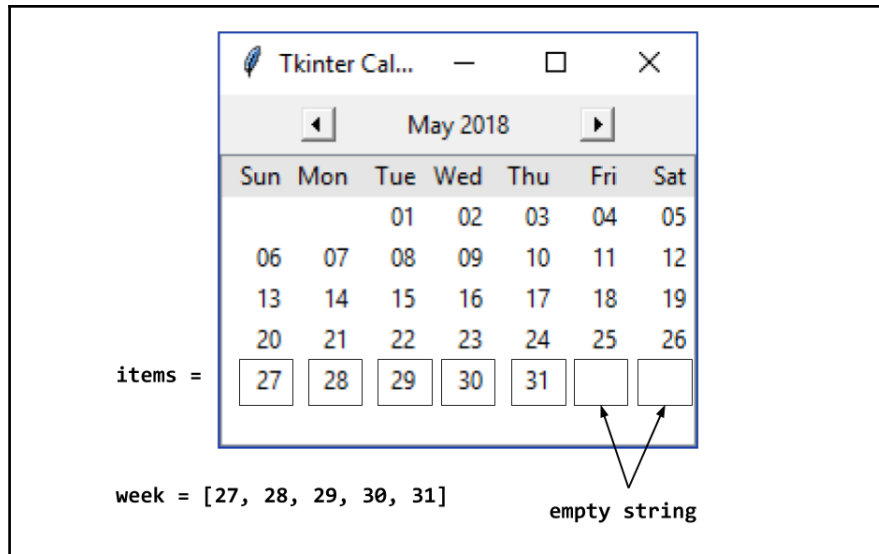 Tkinter Cal...
May 2018
Sun Mon Tue Wed Thu Fri Sat
01 02 03 04 05
06 07 08 09 10 11 12
13 14 15 16 17 18 19
20 21 22 23 24 25 26
items = 27 28 29 30 31
week = [27, 28, 29, 30, 31]
empty string